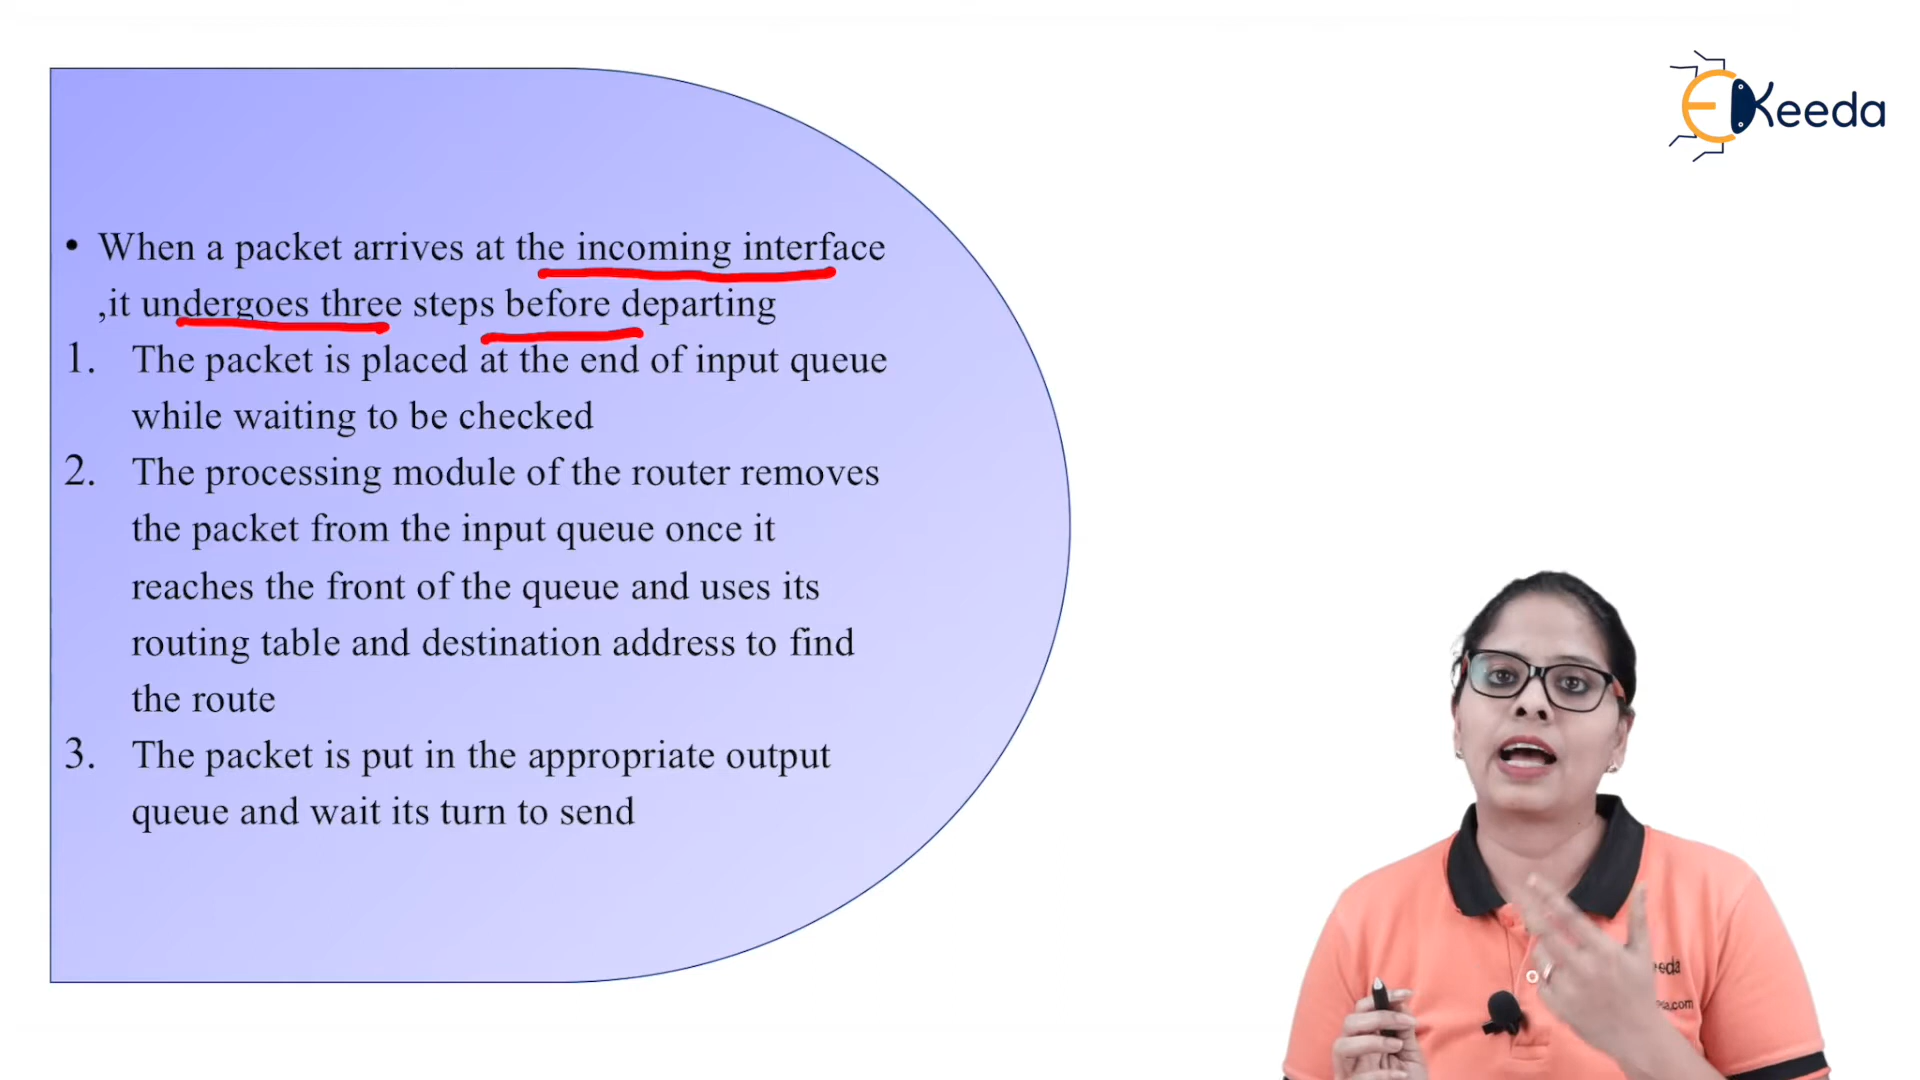 EKeeda
• When a packet arrives at the incoming interface
,it undergoes three steps before departing
1. The packet is placed at the end of input queue
while waiting to be checked
2. The processing module of the router removes
the packet from the input queue once it
reaches the front of the queue and uses its
routing table and destination address to find
the route
3. The packet is put in the appropriate output
queue and wait its turn to send